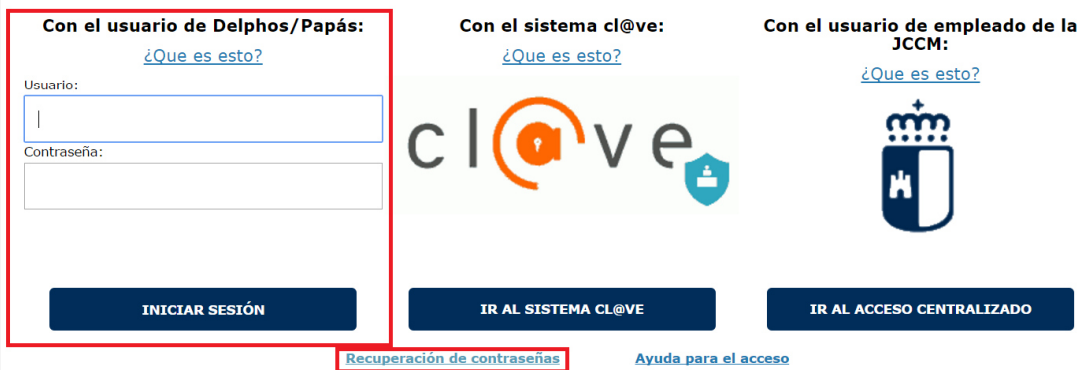 Con el usuario de Delphos/Papás:
¿Que es esto?
Usuario:
Contraseña:
INICIAR SESIÓN
Con el sistema cl@ve:
¿Que es esto?
cl@ve
IR AL SISTEMA CL@VE
Con el usuario de empleado de la
JCCM:
¿Que es esto?
IR AL ACCESO CENTRALIZADO
Recuperación de contraseñas
Ayuda para el acceso